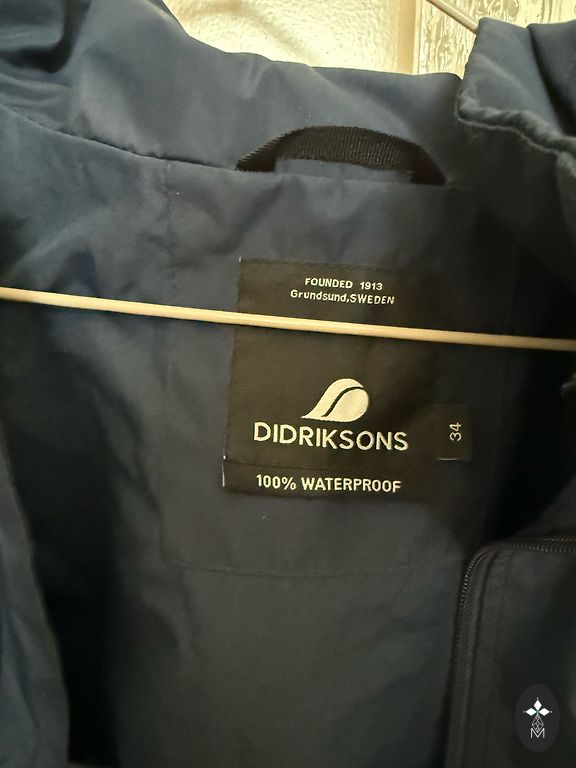 FOUNDED 1913
Grundsund,SWEDEN
DIDRIKSONS
34
100% WATERPROOF
M